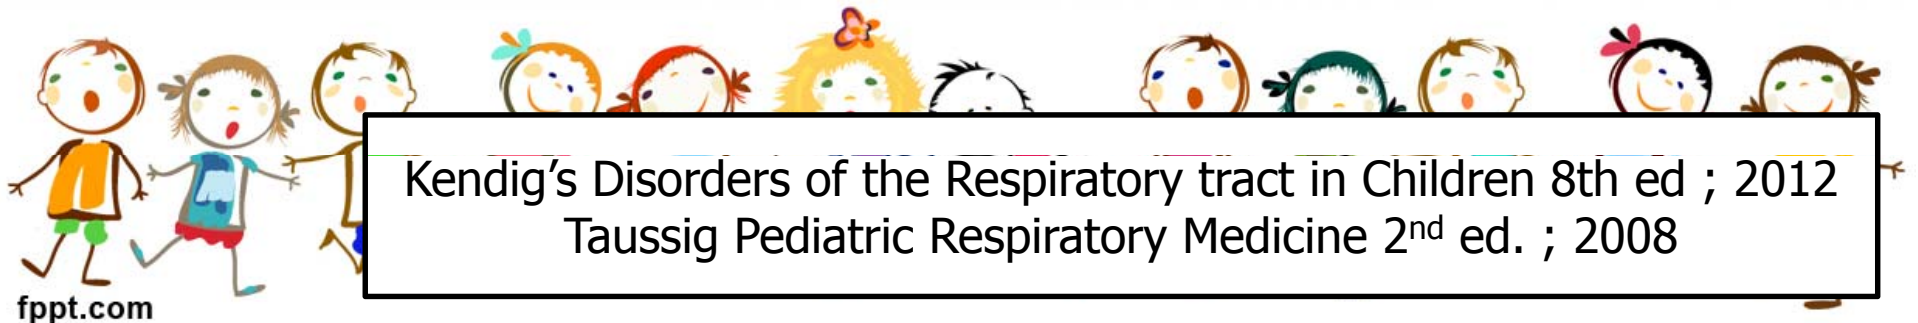 Kendig’s Disorders of the Respiratory tract in Children 8th ed ; 2012
Taussig Pediatric Respiratory Medicine 2nd ed. ; 2008
fppt.com